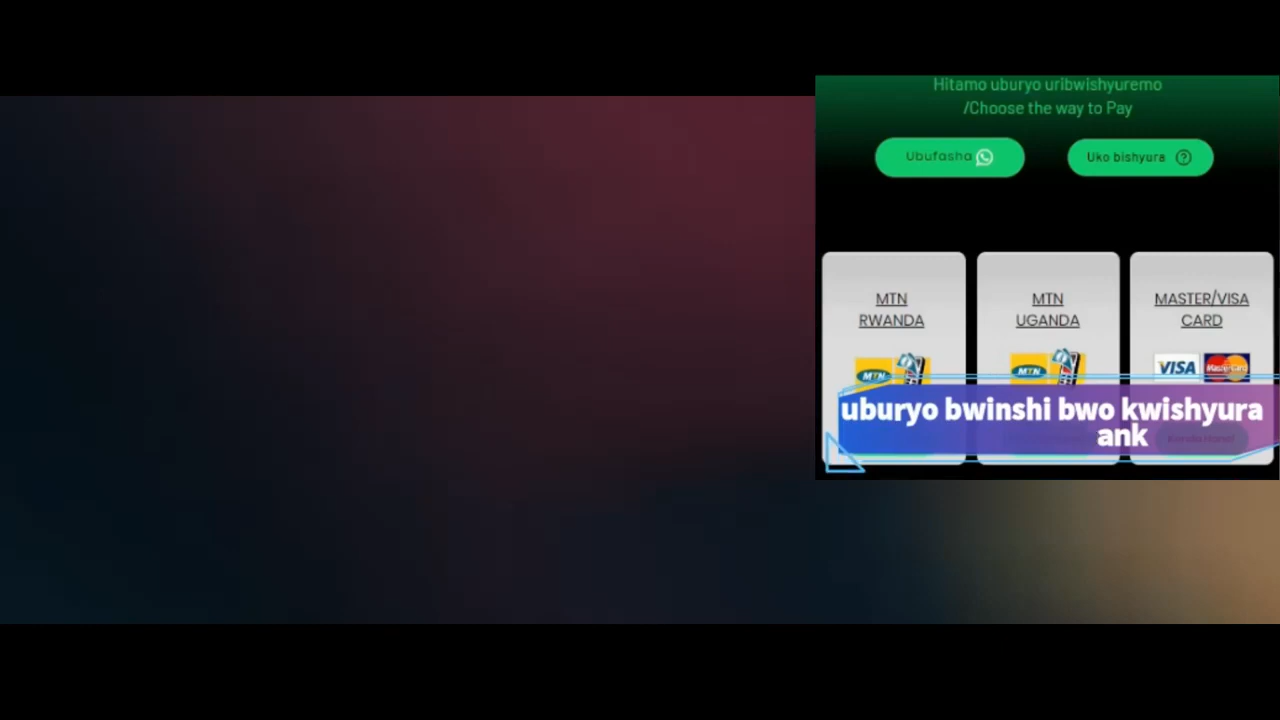 Hitamo uburyo uribwishyuremo
/Choose the way to Pay
Ubufasha
Uko bishyura ?
MTN
RWANDA
MTN
UGANDA
MASTER/VISA
CARD
MTN
MTN
VISA
MasterCard
uburyo bwinshi bwo kwishyura
ank